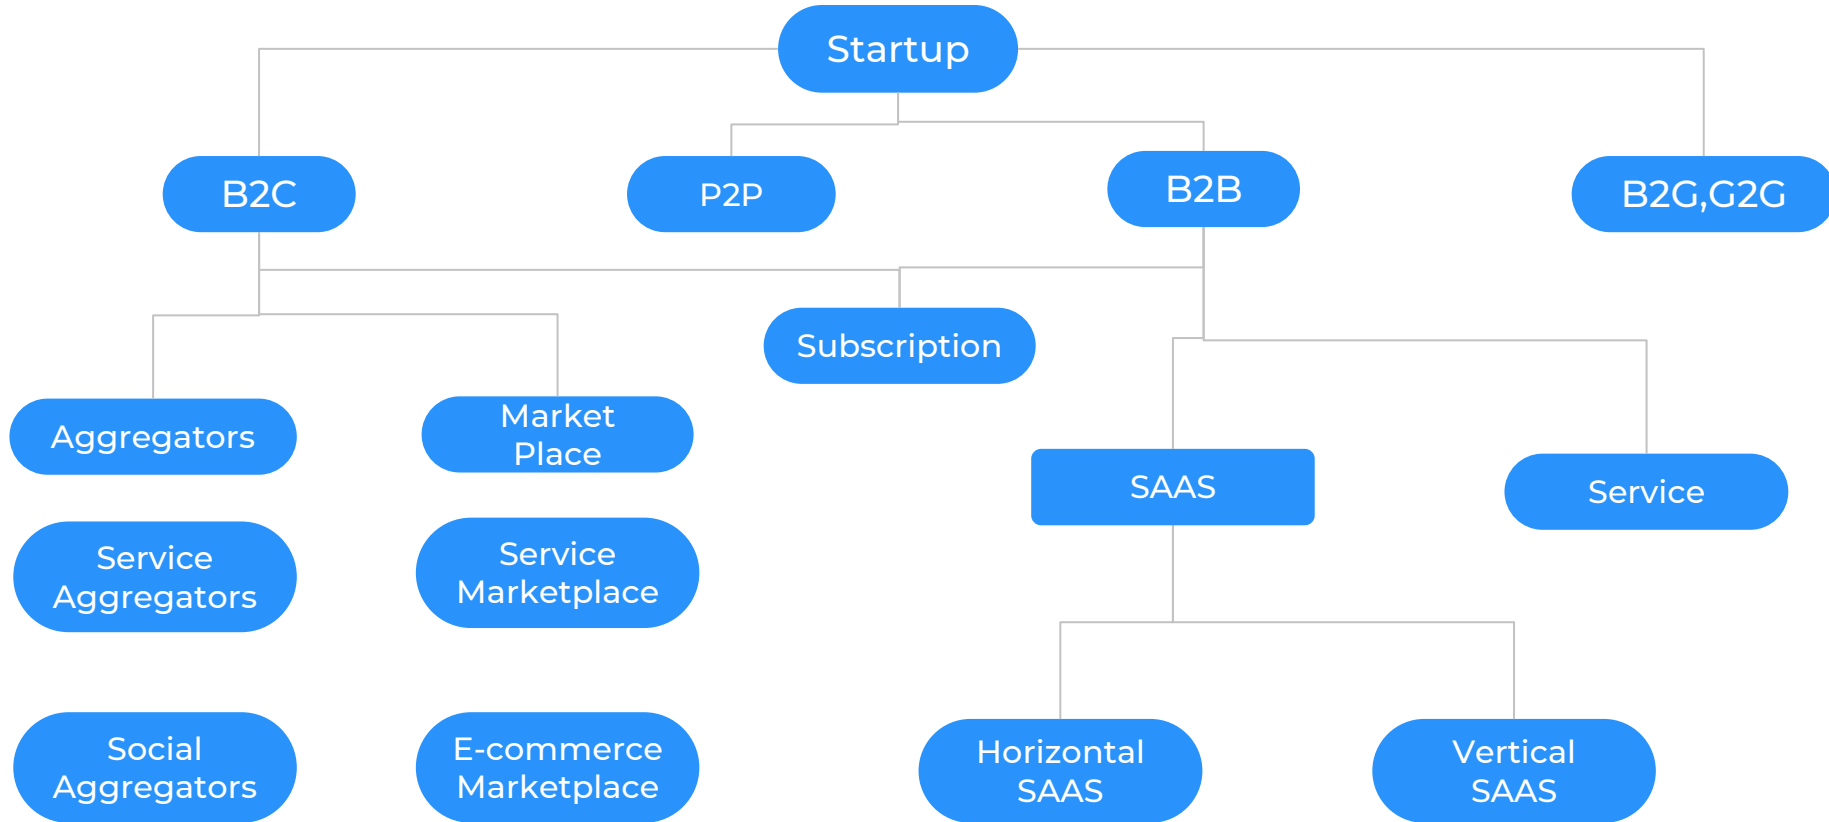 Startup
B2C
P2P
B2B
B2G,G2G
Subscription
Aggregators
Market
Place
SAAS
Service
Service
Aggregators
Service
Marketplace
Social
Aggregators
E-commerce
Marketplace
Horizontal
SAAS
Vertical
SAAS